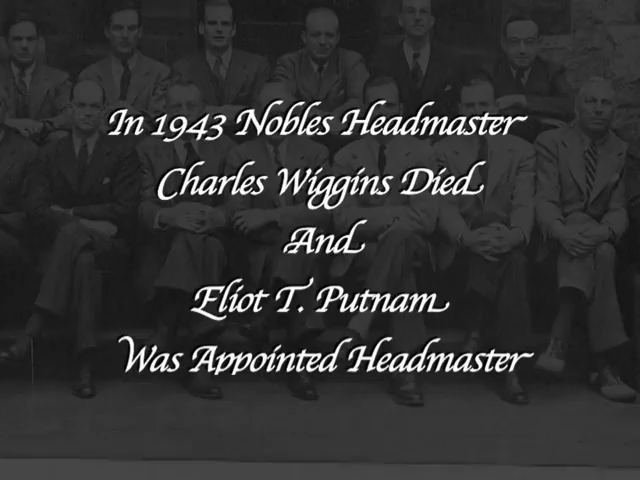 In 1943 Nobles Headmaster
Charles Wiggins Died
And
Eliot T. Putnam
Was Appointed Headmaster